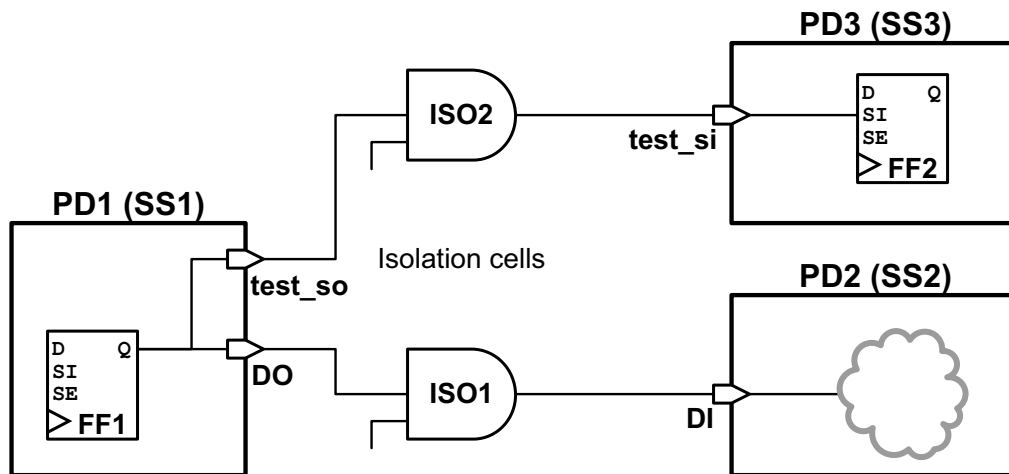 PD3 (SS3)
D Q
SI
SE
FF2
ISO2
test_si
PD1 (SS1)
test_so
Isolation cells
PD2 (SS2)
D Q
SI
SE
FF1
DO
ISO1
DI